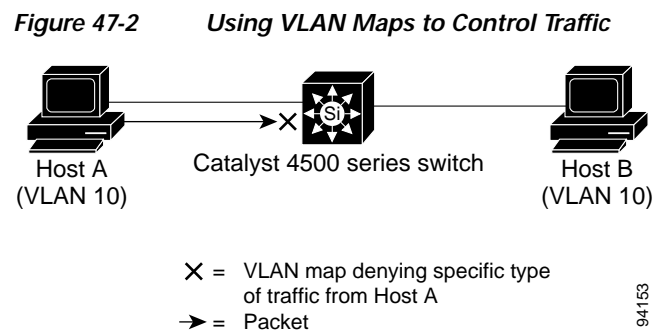 Figure 47-2 Using VLAN Maps to Control Traffic
Si
Host A
(VLAN 10)
Catalyst 4500 series switch
Host B
(VLAN 10)
X = VLAN map denying specific type
of traffic from Host A
= Packet
94153